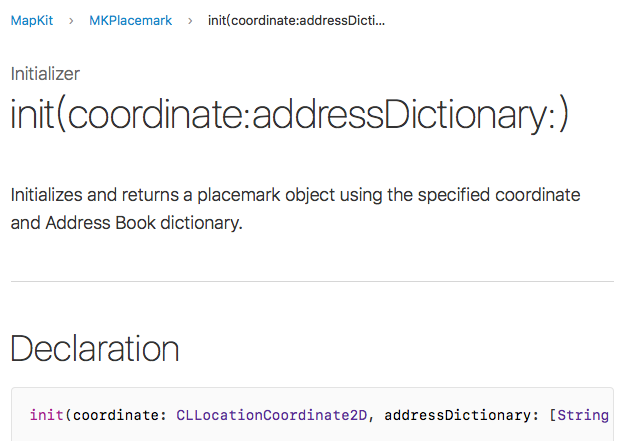 MapKit > MKPlacemark > init(coordinate:addressDicti...
Initializer
init(coordinate:addressDictionary:)
Initializes and returns a placemark object using the specified coordinate
and Address Book dictionary.
Declaration
init(coordinate: CLLocationCoordinate2D, addressDictionary: [String